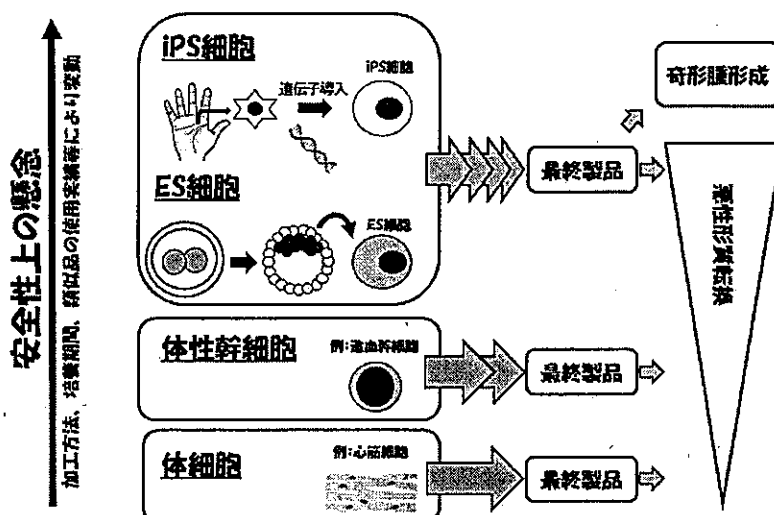 安全性上の懸念
加工方法、培養期間、類似品の使用実績等により変動
iPS細胞
iPS細胞
遺伝子導入
ES細胞
ES細胞
最終製品
奇形腫形成
悪性形質転換
体性幹細胞
例:造血幹細胞
最終製品
体細胞
例:心筋細胞
最終製品